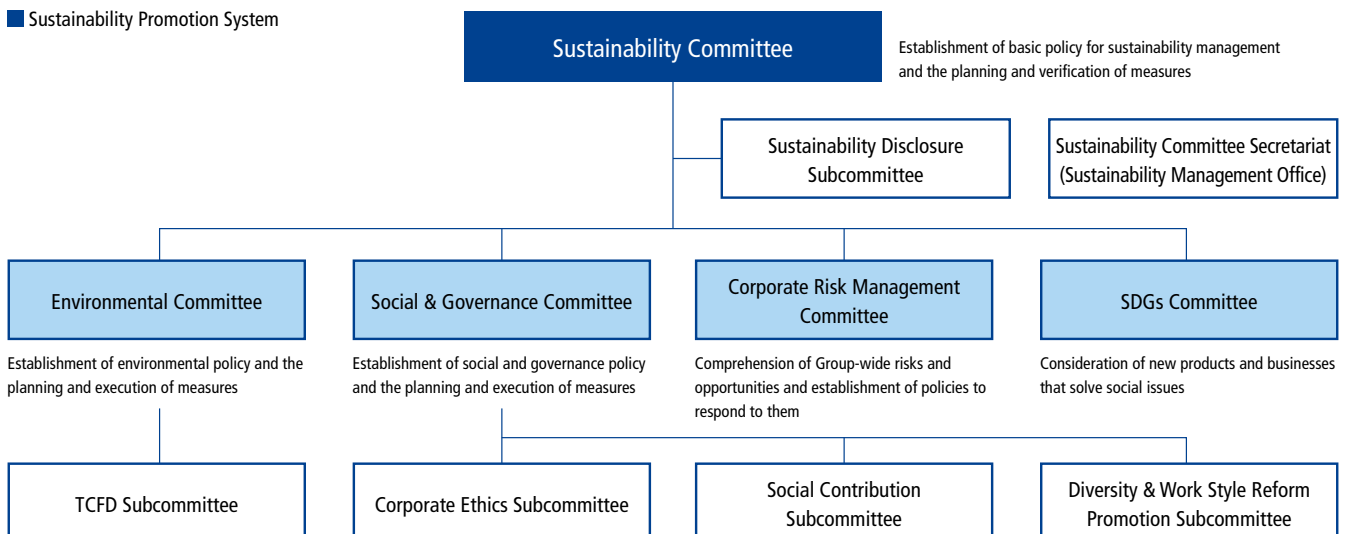 Sustainability Promotion System
Sustainability Committee
Establishment of basic policy for sustainability management
and the planning and verification of measures
Sustainability Disclosure
Subcommittee
Sustainability Committee Secretariat
(Sustainability Management Office)
Environmental Committee
Social & Governance Committee
Corporate Risk Management
Committee
SDGs Committee
Establishment of environmental policy and the
planning and execution of measures
Establishment of social and governance policy
and the planning and execution of measures
Comprehension of Group-wide risks and
opportunities and establishment of policies to
respond to them
Consideration of new products and businesses
that solve social issues
TCFD Subcommittee
Corporate Ethics Subcommittee
Social Contribution
Subcommittee
Diversity & Work Style Reform
Promotion Subcommittee